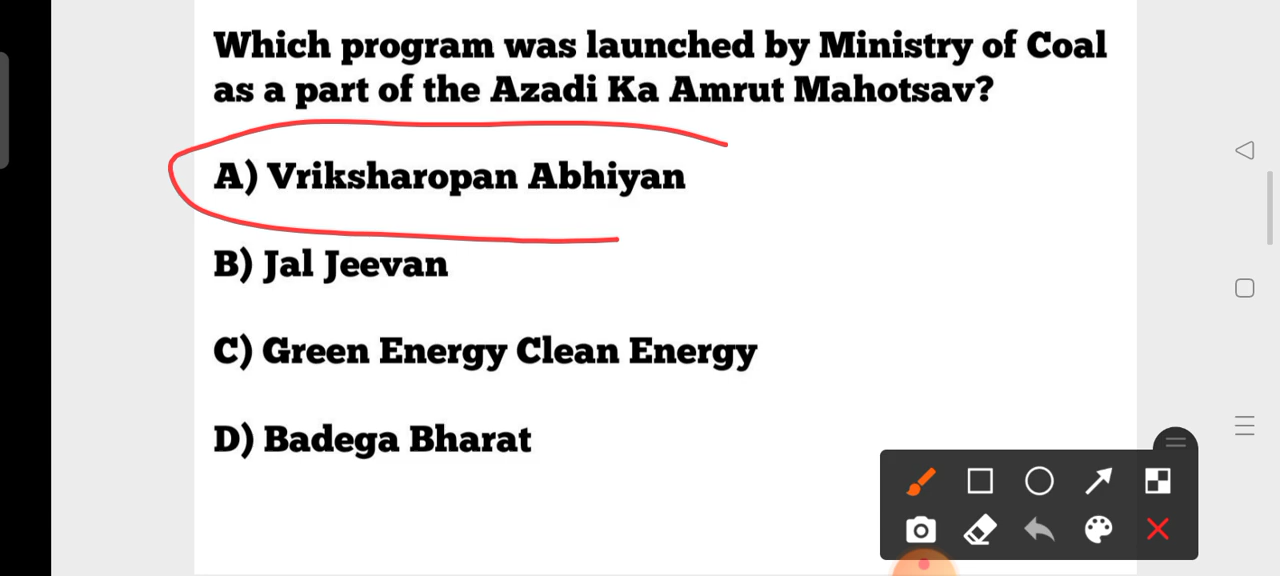 Which program was launched by Ministry of Coal
as a part of the Azadi Ka Amrut Mahotsav?
A) Vriksharopan Abhiyan
B) Jal Jeevan
C) Green Energy Clean Energy
D) Badega Bharat